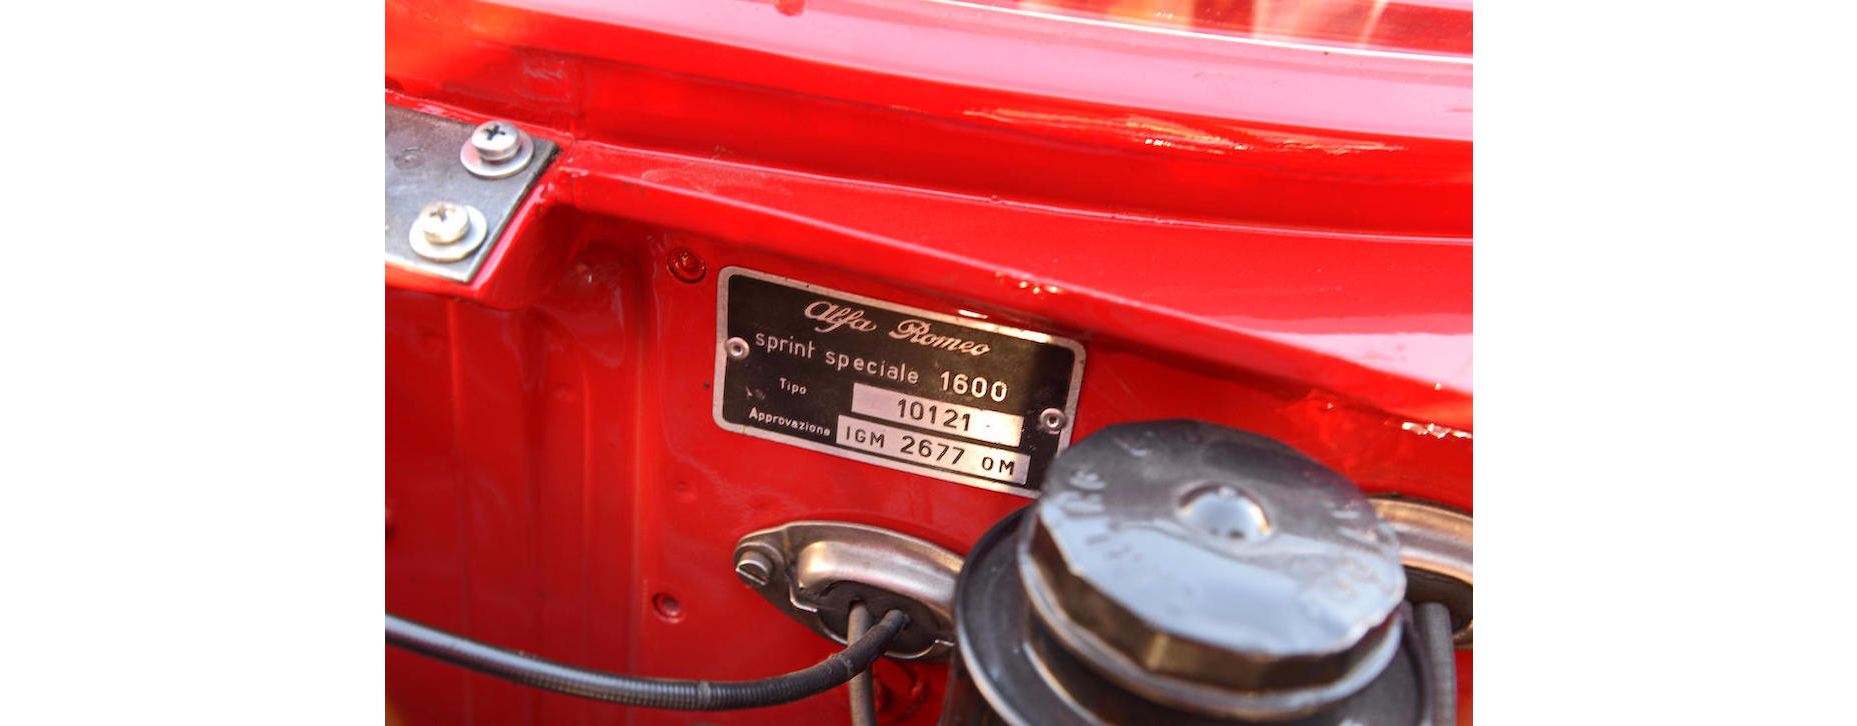 Alfa Romeo
sprint speciale 1600
Tipo 10121
Approvazione IGM 2677 OM